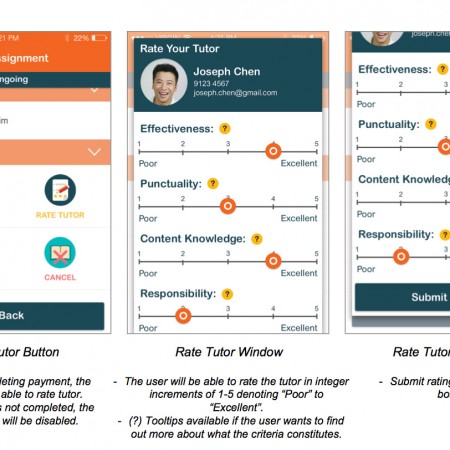 21 PM
22%
ssignment
ngoing
im
RATE TUTOR
CANCEL
Back
Rate Your Tutor
Joseph Chen
9123 4567
joseph.chen@gmail.com
Effectiveness: ?
1 2 3 4 5
Poor Excellent
Punctuality: ?
1 2 3 4 5
Poor Excellent
Content Knowledge: ?
1 2 3 4 5
Poor Excellent
Responsibility: ?
1 2 3 4 5
Poor Excellent
joseph.ch
Effectiveness: ?
1 2 3
Poor
Punctuality: ?
1 2 3
Poor
Content Knowledg
1 2 3
Poor
Responsibility: ?
1 2 3
Poor
Submit
utor Button
leting payment, the
able to rate tutor.
s not completed, the
will be disabled.
Rate Tutor Window
- The user will be able to rate the tutor in integer
increments of 1-5 denoting “Poor” to
“Excellent”.
- (?) Tooltips available if the user wants to find
out more about what the criteria constitutes.
Rate Tutor
- Submit rating
bo